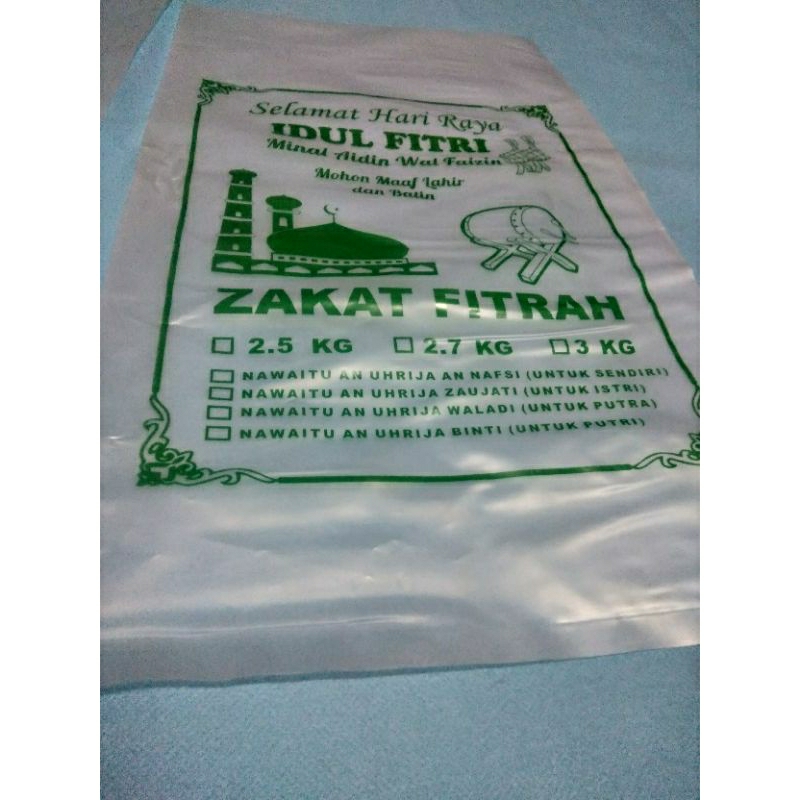 Selamat Hari Raya
IDUL FITRI
Minal Aidin Wal Faizin
Mohon Maaf Lahir
dan Batin
ZAKAT FITRAH
2.5 KG 2.7 KG 3 KG
NAWAITU AN UHRIJA AN NAFSI (UNTUK SENDIRI)
NAWAITU AN UHRIJA ZAUJATI (UNTUK ISTRI)
NAWAITU AN UHRIJA WALADI (UNTUK PUTRA)
NAWAITU AN UHRIJA BINTI (UNTUK PUTRI)